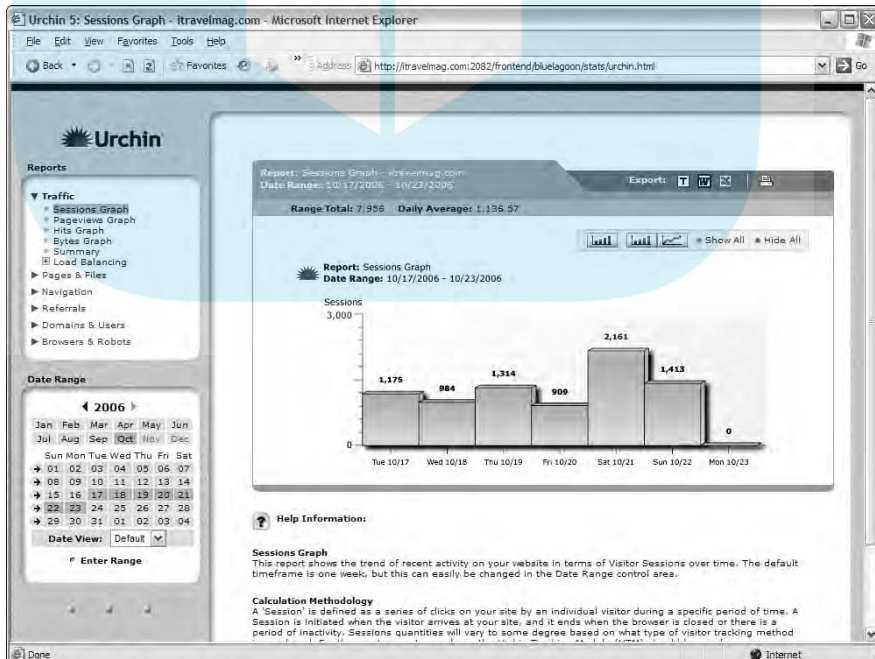 Urchin 5: Sessions Graph - itravelmag.com - Microsoft Internet Explorer
File Edit View Favorites Tools Help
Back Favorites » Address http://itravelmag.com:2082/frontend/bluelagoon/stats/urchin.html Go
Urchin
Reports
Traffic
Sessions Graph
Pageviews Graph
Hits Graph
Bytes Graph
Summary
Load Balancing
Pages & Files
Navigation
Referrals
Domains & Users
Browsers & Robots
Date Range
2006
Jan Feb Mar Apr May Jun
Jul Aug Sep Oct Nov Dec
Sun Mon Tue Wed Thu Fri Sat
01 02 03 04 05 06 07
08 09 10 11 12 13 14
15 16 17 18 19 20 21
22 23 24 25 26 27 28
29 30 31 01 02 03 04
Date View: Default
Enter Range
Report: Sessions Graph - itravelmag.com
Date Range: 10/17/2006 - 10/23/2006
Export: T W
Range Total: 7,956 Daily Average: 1,136.57
Show All Hide All
Report: Sessions Graph
Date Range: 10/17/2006 - 10/23/2006
Sessions
3,000
1,175
984
1,314
909
2,161
1,413
0
0
Tue 10/17 Wed 10/18 Thu 10/19 Fri 10/20 Sat 10/21 Sun 10/22 Mon 10/23
? Help Information:
Sessions Graph
This report shows the trend of recent activity on your website in terms of Visitor Sessions over time. The default
timeframe is one week, but this can easily be changed in the Date Range control area.
Calculation Methodology
A 'Session' is defined as a series of clicks on your site by an individual visitor during a specific period of time. A
Session is initiated when the visitor arrives at your site, and it ends when the browser is closed or there is a
period of inactivity. Sessions quantities will vary to some degree based on what type of visitor tracking method
Done Internet